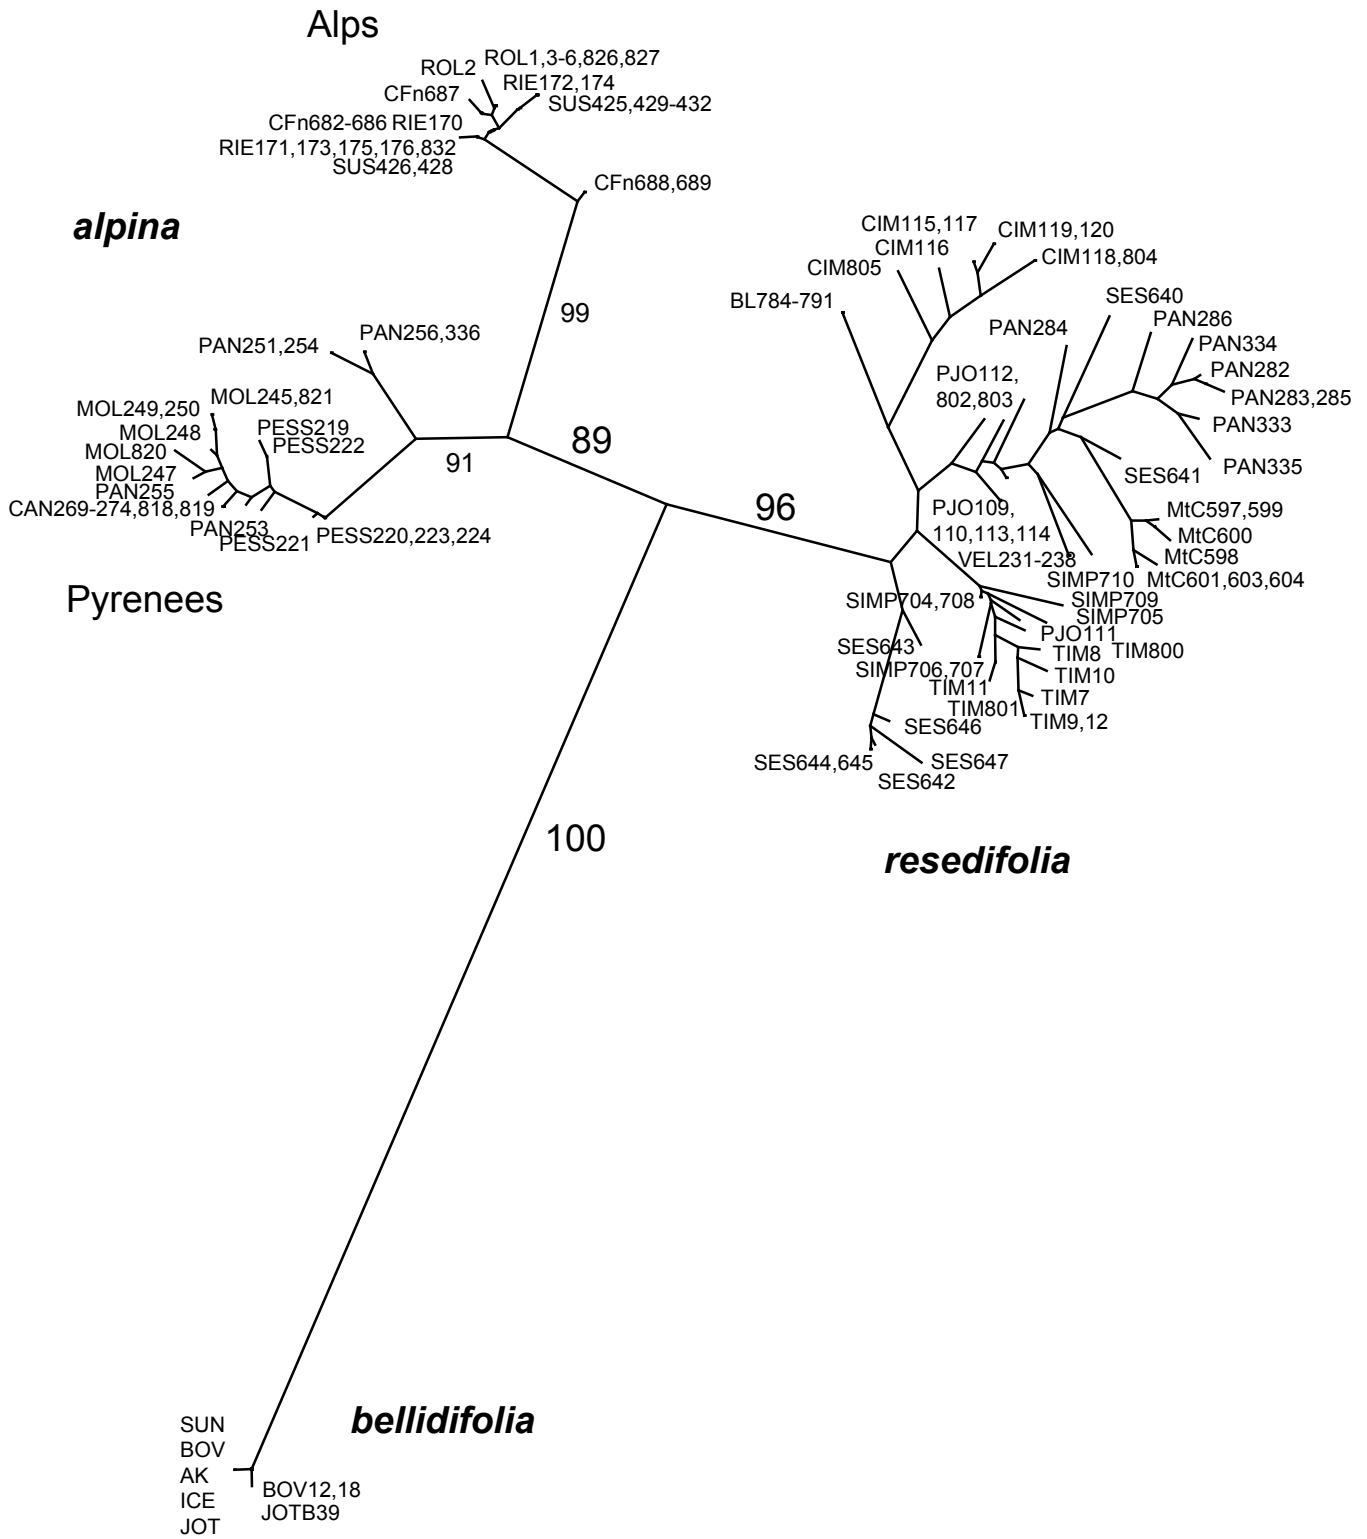 Alps
ROL1,3-6,826,827
ROL2
RIE172,174
CFn687
SUS425,429-432
CFn682-686 RIE170
RIE171,173,175,176,832
SUS426,428
CFn688,689
alpina
99
PAN256,336
PAN251,254
MOL245,821
MOL249,250
PESS219
MOL248
PESS222
MOL820
MOL247
PAN255
CAN269-274,818,819
PAN253
PESS221
PESS220,223,224
91
89
Pyrenees
CIM115,117
CIM119,120
CIM116
CIM118,804
CIM805
BL784-791
SES640
PAN286
PAN284
PAN334
PAN282
PJO112,
802,803
PAN283,285
PAN333
PAN335
SES641
96
PJO109,
110,113,114
VEL231-238
MtC597,599
MtC600
MtC598
MtC601,603,604
SIMP710
SIMP704,708
SIMP709
SIMP705
PJO111
SES643
TIM8
TIM800
SIMP706,707
TIM10
TIM11
TIM7
TIM801
TIM9,12
SES646
SES644,645
SES647
SES642
100
resedifolia
bellidifolia
SUN
BOV
AK
ICE
JOT
BOV12,18
JOTB39